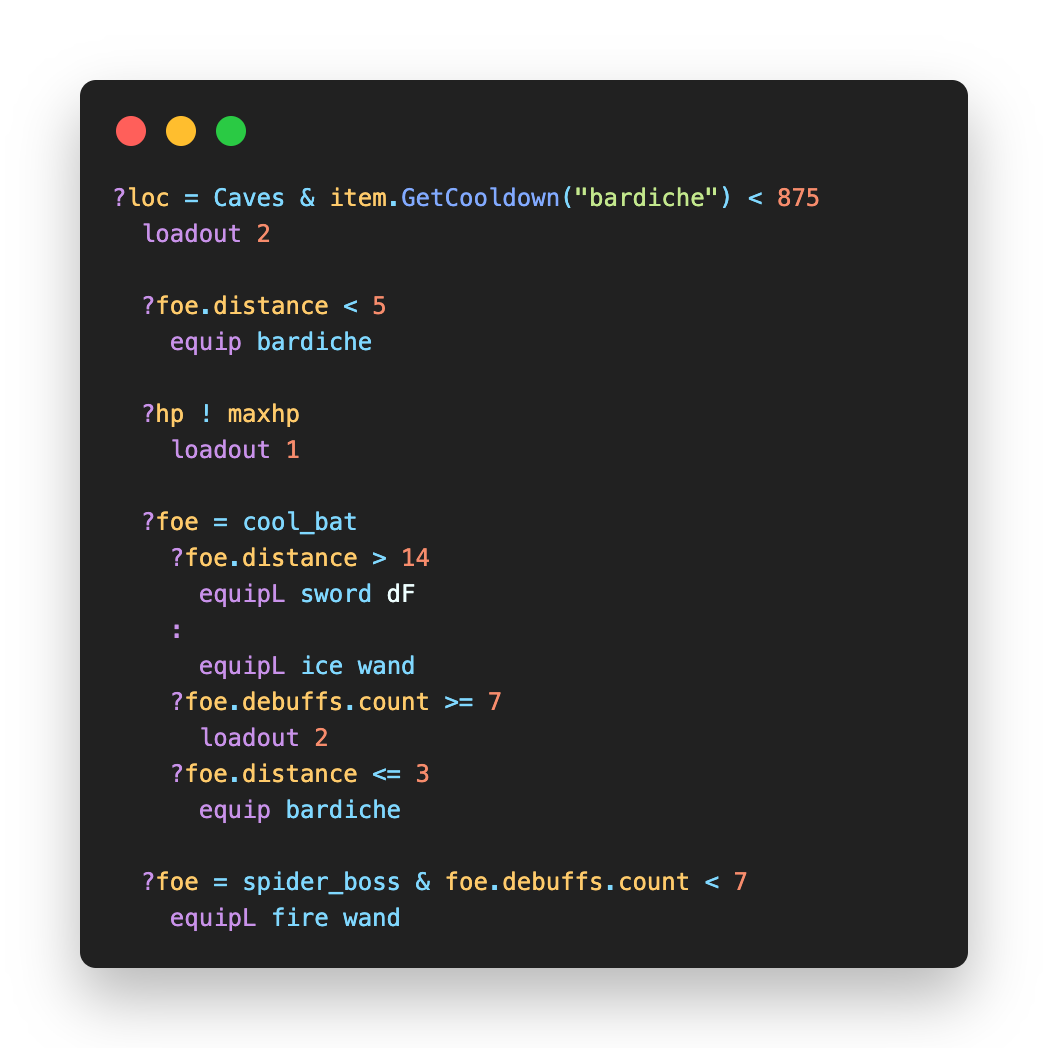 ?loc = Caves & item.GetCooldown("bardiche") < 875
  loadout 2

  ?foe.distance < 5
    equip bardiche

  ?hp ! maxhp
    loadout 1

  ?foe = cool_bat
    ?foe.distance > 14
      equipL sword dF
    :
      equipL ice wand
    ?foe.debuffs.count >= 7
      loadout 2
    ?foe.distance <= 3
      equip bardiche

  ?foe = spider_boss & foe.debuffs.count < 7
    equipL fire wand